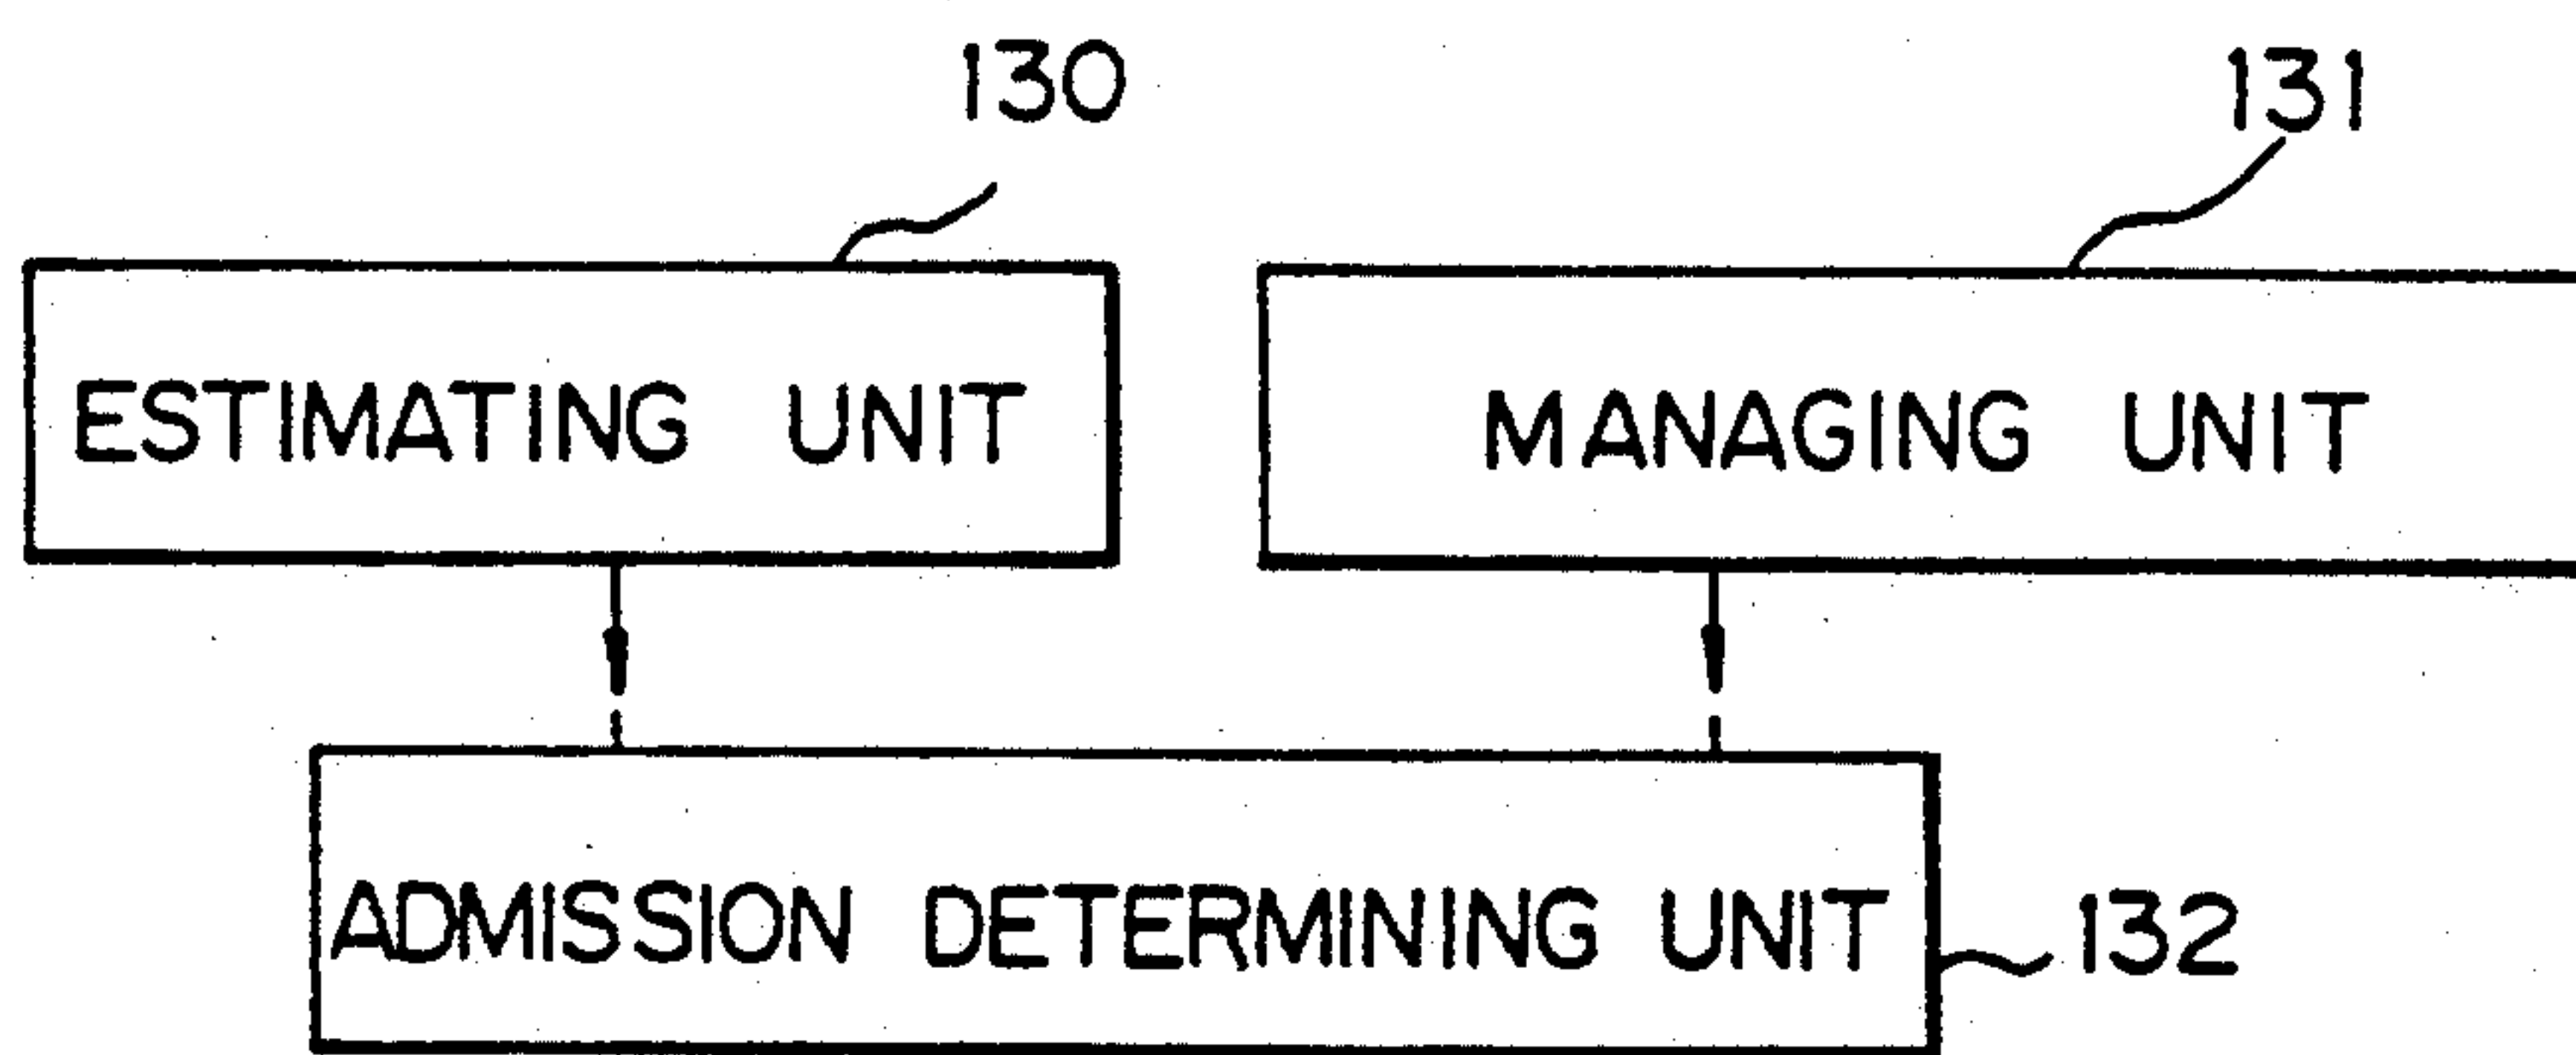 130
131
ESTIMATING UNIT
MANAGING UNIT
ADMISSION DETERMINING UNIT
132